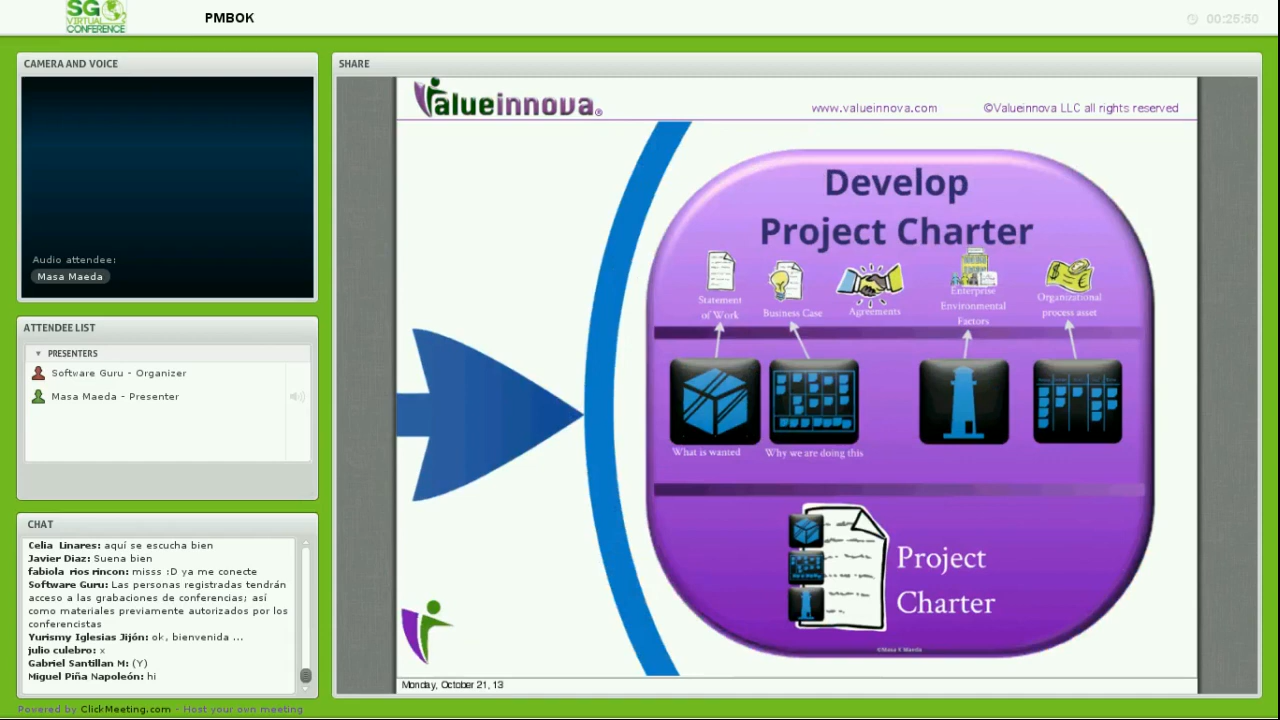 SG
VIRTUAL
CONFERENCE
PMBOK
00:25:50
CAMERA AND VOICE
Audio attendee:
Masa Maeda
ATTENDEE LIST
PRESENTERS
Software Guru - Organizer
Masa Maeda - Presenter
CHAT
Celia Linares: aquí se escucha bien
Javier Diaz: Suena bien
fabiola rios rincon: misss :D ya me conecte
Software Guru: Las personas registradas tendrán
acceso a las grabaciones de conferencias; así
como materiales previamente autorizados por los
conferencistas
Yurismy Iglesias Jijón: ok, bienvenida ...
julio culebro: x
Gabriel Santillan M: (Y)
Miguel Piña Napoleón: hi
Powered by ClickMeeting.com - Host your own meeting
SHARE
Valueinnova®
www.valueinnova.com
©Valueinnova LLC all rights reserved
Develop
Project Charter
Statement
of Work
Business Case
Agreements
Enterprise
Environmental
Factors
Organizational
process asset
What is wanted
Why we are doing this
Project
Charter
©Masa K Maeda
Monday, October 21, 13